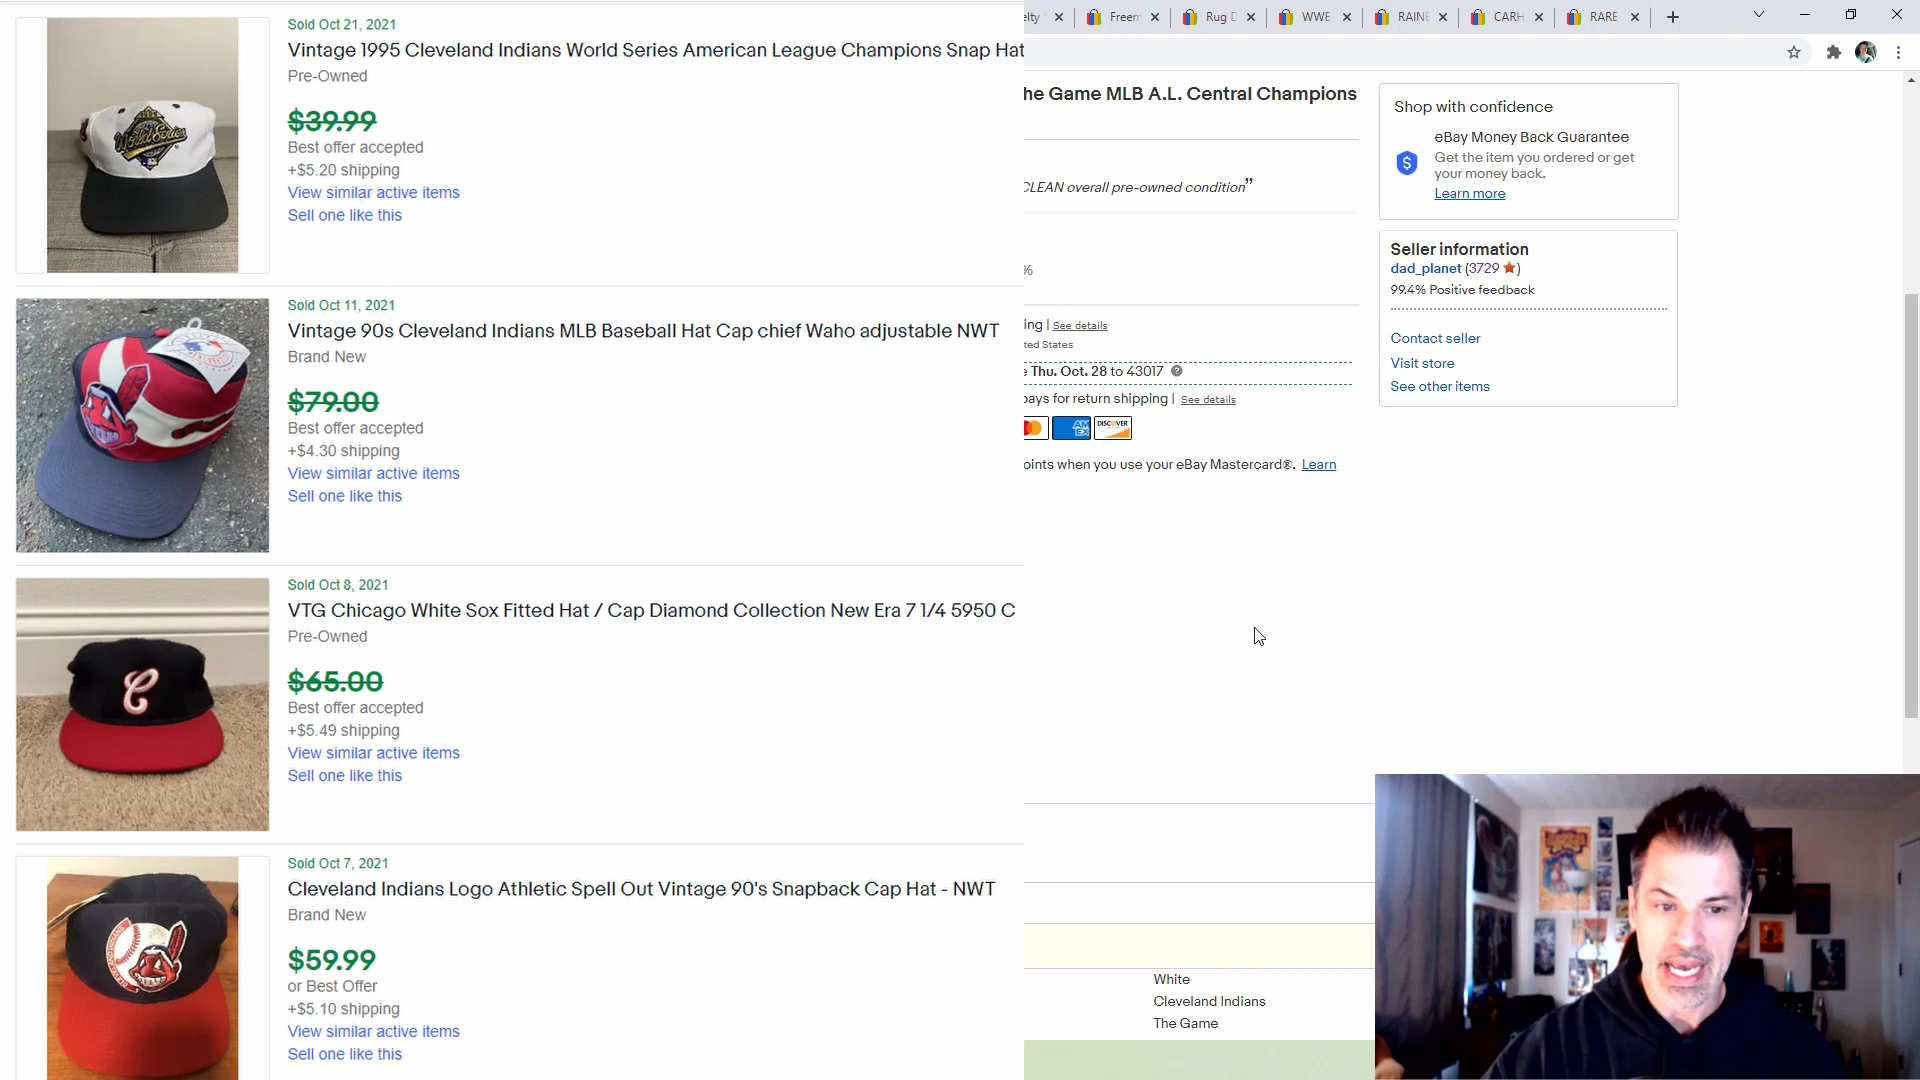 Sold Oct 21, 2021
Vintage 1995 Cleveland Indians World Series American League Champions Snap Hat
Pre-Owned
$39.99
Best offer accepted
+$5.20 shipping
View similar active items
Sell one like this
World Series
Sold Oct 11, 2021
Vintage 90s Cleveland Indians MLB Baseball Hat Cap chief Waho adjustable NWT
Brand New
$79.00
Best offer accepted
+$4.30 shipping
View similar active items
Sell one like this
Sold Oct 8, 2021
VTG Chicago White Sox Fitted Hat / Cap Diamond Collection New Era 7 1/4 5950 C
Pre-Owned
$65.00
Best offer accepted
+$5.49 shipping
View similar active items
Sell one like this
C
Sold Oct 7, 2021
Cleveland Indians Logo Athletic Spell Out Vintage 90's Snapback Cap Hat - NWT
Brand New
$59.99
or Best Offer
+$5.10 shipping
View similar active items
Sell one like this
elty
Freem
Rug D
WWE
RAINE
CARH
RARE
he Game MLB A.L. Central Champions
CLEAN overall pre-owned condition”
%
ing | See details
ted States
e Thu. Oct. 28 to 43017
pays for return shipping | See details
AM EX
DISCOVER
oints when you use your eBay Mastercard®. Learn
White
Cleveland Indians
The Game
Shop with confidence
eBay Money Back Guarantee
Get the item you ordered or get
your money back.
Learn more
Seller information
dad_planet (3729 )
99.4% Positive feedback
Contact seller
Visit store
See other items